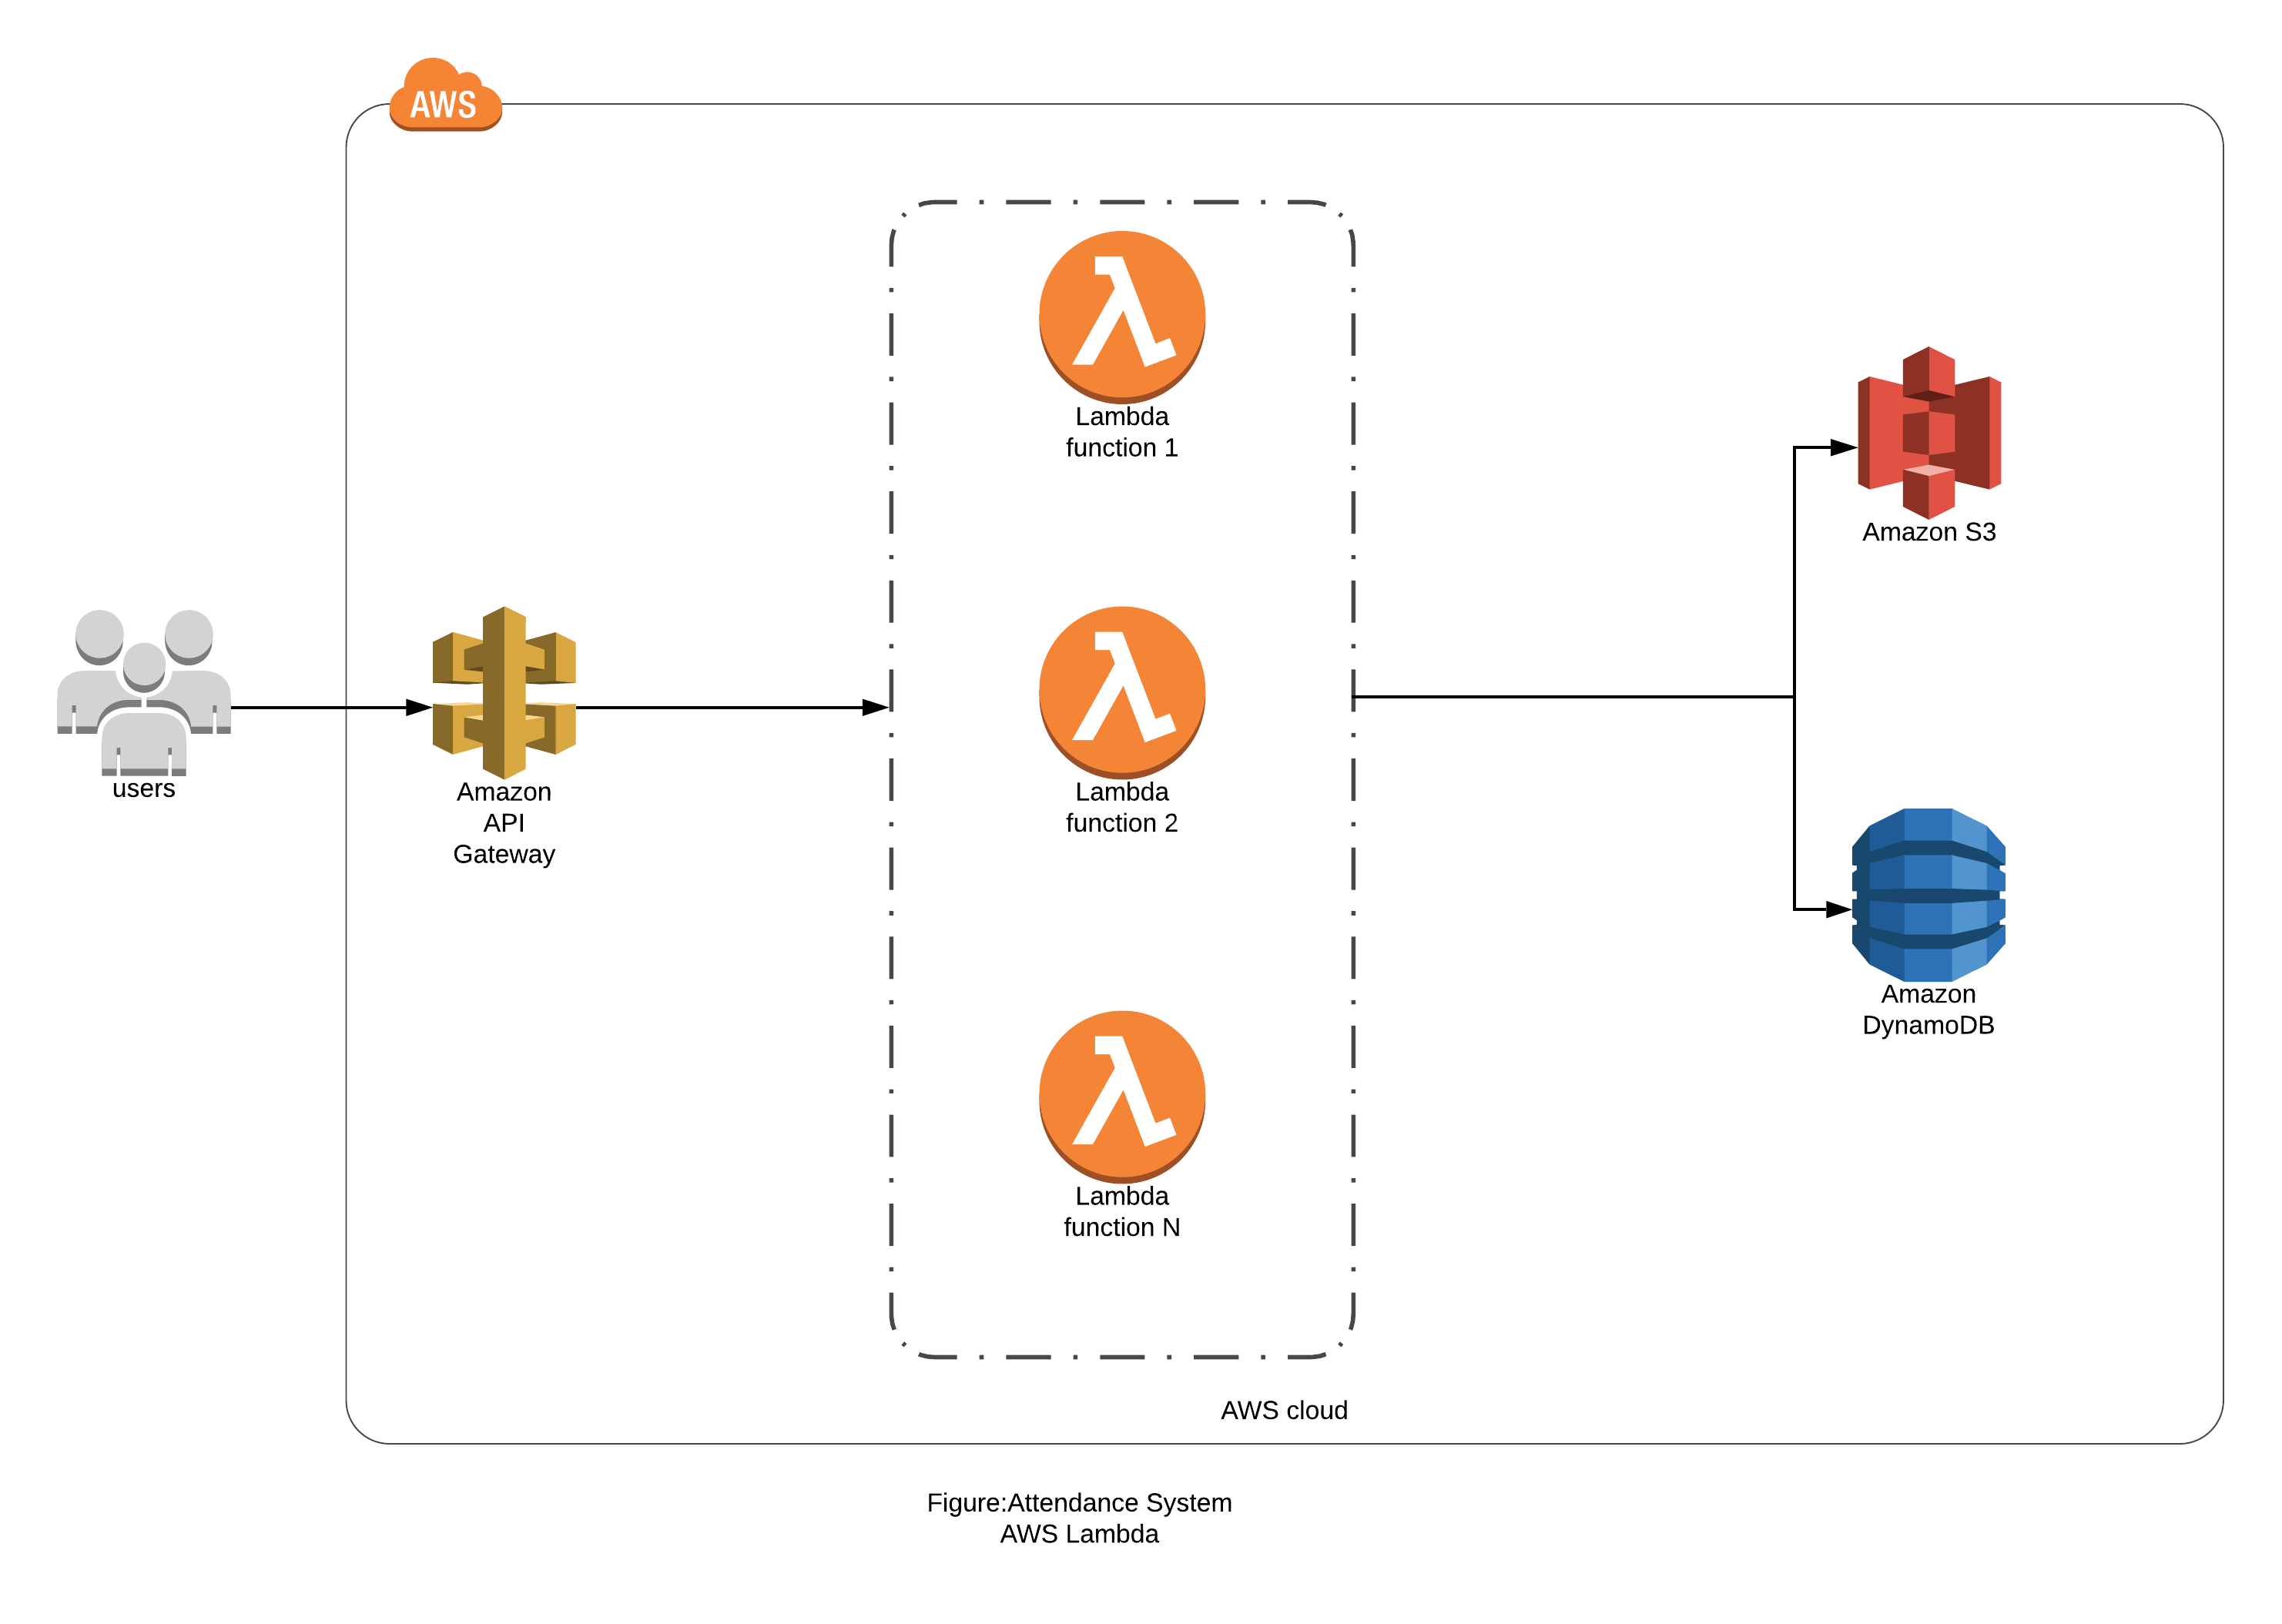 AWS
Lambda
function 1
Amazon S3
users
Amazon
API
Gateway
Lambda
function 2
Amazon
DynamoDB
Lambda
function N
AWS cloud
Figure:Attendance System
AWS Lambda